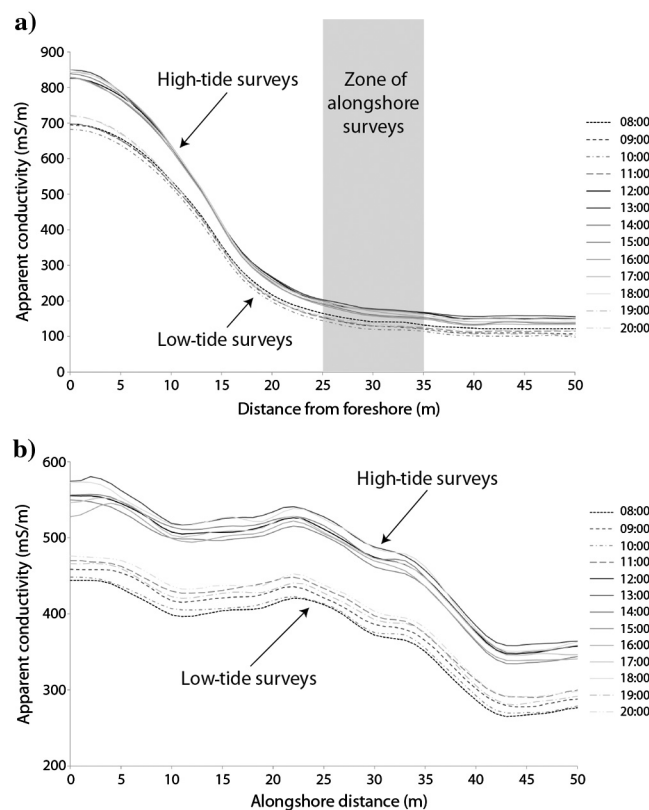 a)
900
800
700
600
500
400
300
200
100
0
Apparent conductivity (mS/m)
High-tide surveys
Low-tide surveys
Zone of
alongshore
surveys
0 5 10 15 20 25 30 35 40 45 50
Distance from foreshore (m)
08:00
09:00
10:00
11:00
12:00
13:00
14:00
15:00
16:00
17:00
18:00
19:00
20:00
b)
600
500
400
300
200
Apparent conductivity (mS/m)
High-tide surveys
Low-tide surveys
0 5 10 15 20 25 30 35 40 45 50
Alongshore distance (m)
08:00
09:00
10:00
11:00
12:00
13:00
14:00
15:00
16:00
17:00
18:00
19:00
20:00